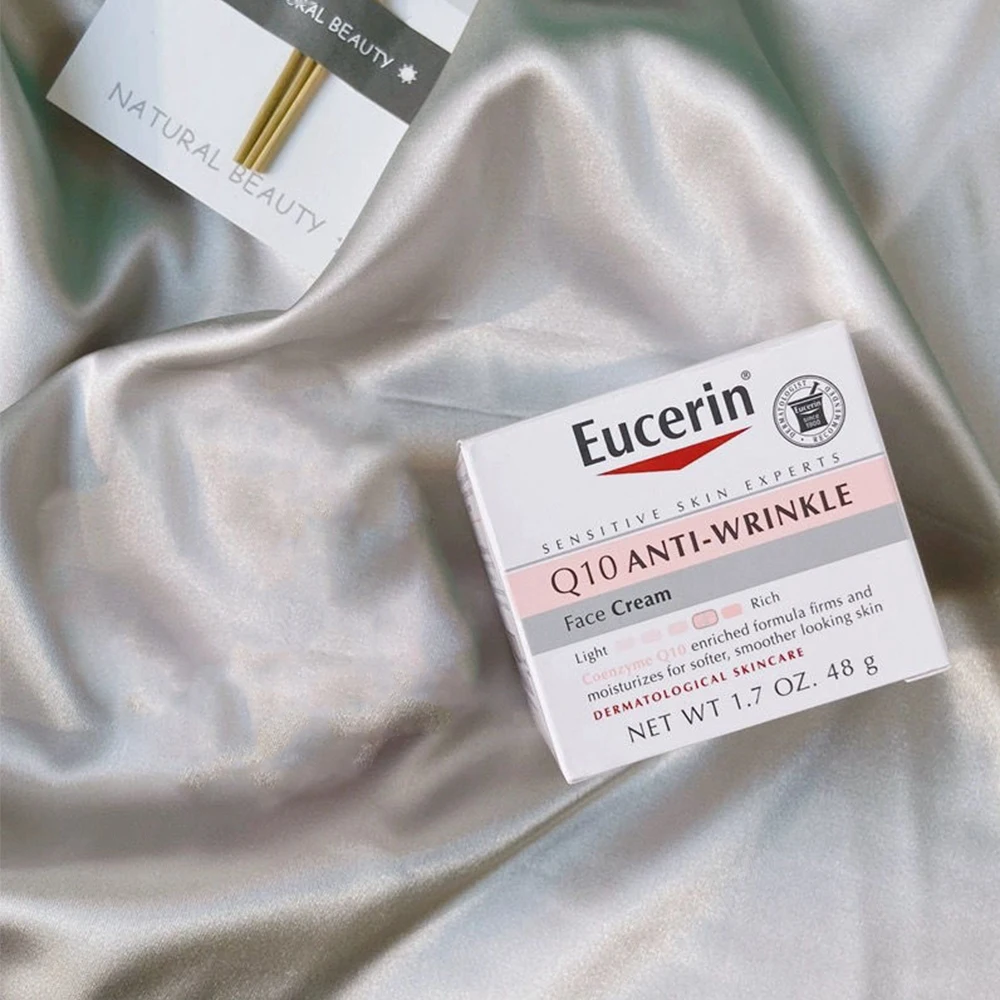 RAL BEAUTY
NATURAL BEAUTY
Eucerin®
DERMATOLOGIST RECOMMENDED
Eucerin
since
1900
SENSITIVE SKIN EXPERTS
Q10 ANTI-WRINKLE
Face Cream
Light Rich
Coenzyme Q10 enriched formula firms and
moisturizes for softer, smoother looking skin
DERMATOLOGICAL SKINCARE
NET WT 1.7 OZ. 48 g